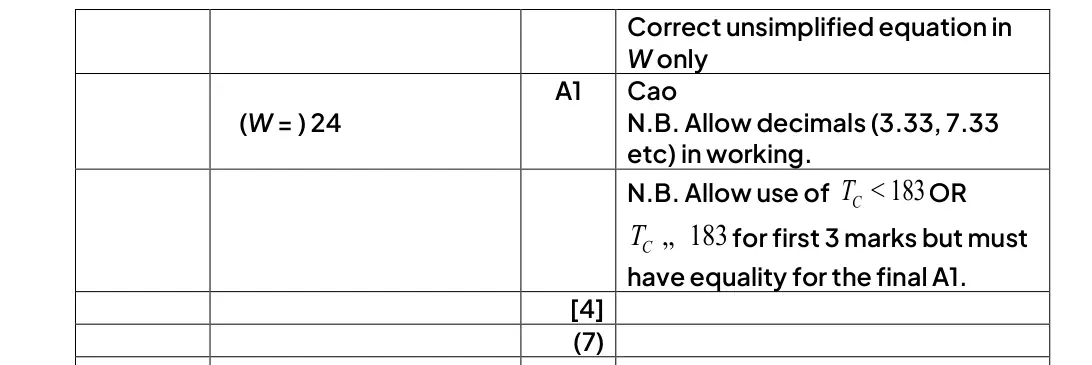 Correct unsimplified equation in
W only
A1 Cao
(W = ) 24 N.B. Allow decimals (3.33, 7.33
etc) in working.
N.B. Allow use of T_C < 183 OR
T_C ,, 183 for first 3 marks but must
have equality for the final A1.
[4]
(7)